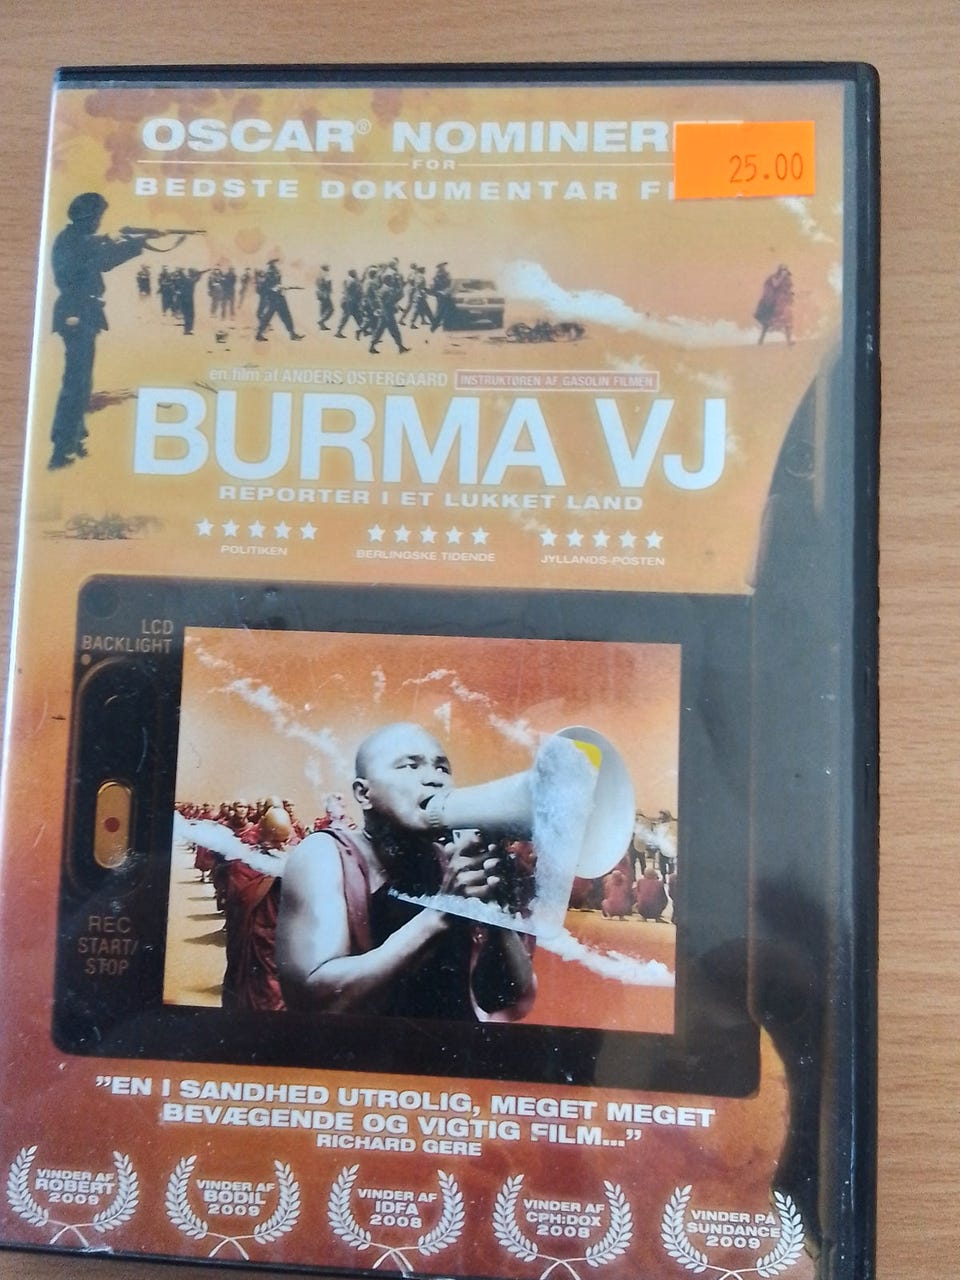 OSCAR® NOMINERET
25.00
FOR
BEDSTE DOKUMENTAR
en film af ANDERS ØSTERGAARD INSTRUKTØREN AF GASOLIN FILMEN
BURMA VJ
REPORTER I ET LUKKET LAND
POLITIKEN
BERLINGSKE TIDENDE
JYLLANDS-POSTEN
LCD
BACKLIGHT
REC
START/
STOP
"EN I SANDHED UTROLIG, MEGET MEGET
BEVÆGENDE OG VIGTIG FILM..."
RICHARD GERE
VINDER AF
ROBERT
2009
VINDER AF
BODIL
2009
VINDER AF
IDFA
2008
VINDER AF
CPH:DOX
2008
VINDER PÅ
SUNDANCE
2009